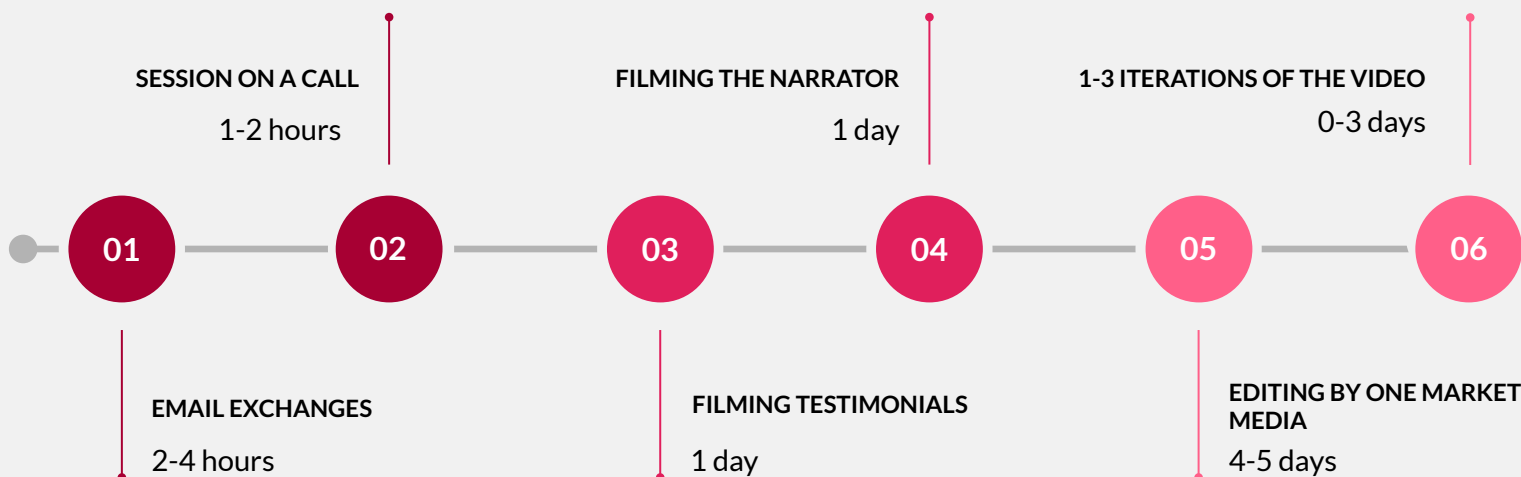 SESSION ON A CALL
1-2 hours
FILMING THE NARRATOR
1 day
1-3 ITERATIONS OF THE VIDEO
0-3 days
01
02
03
04
05
06
EMAIL EXCHANGES
2-4 hours
FILMING TESTIMONIALS
1 day
EDITING BY ONE MARKET
MEDIA
4-5 days